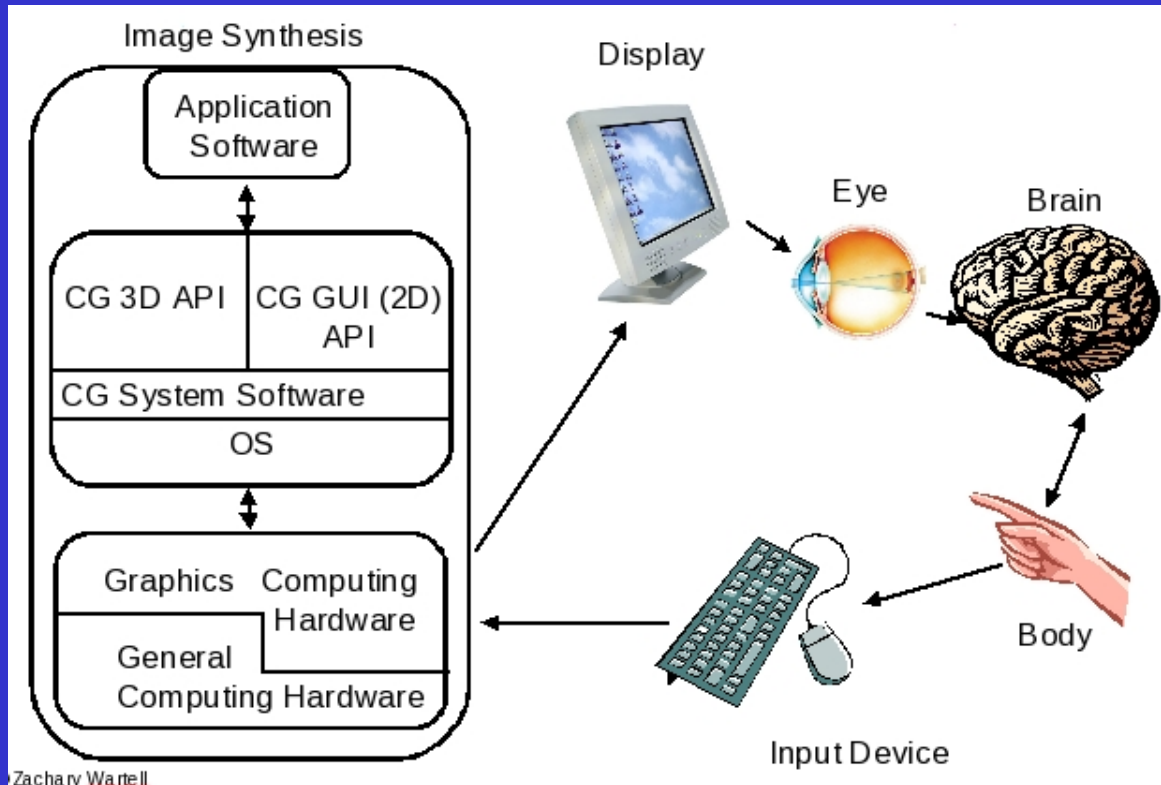 Image Synthesis
Application
Software
CG 3D API
CG GUI (2D)
API
CG System Software
OS
Graphics Computing
Hardware
General
Computing Hardware
Display
Eye
Brain
Body
Input Device
©Zachary Wartell